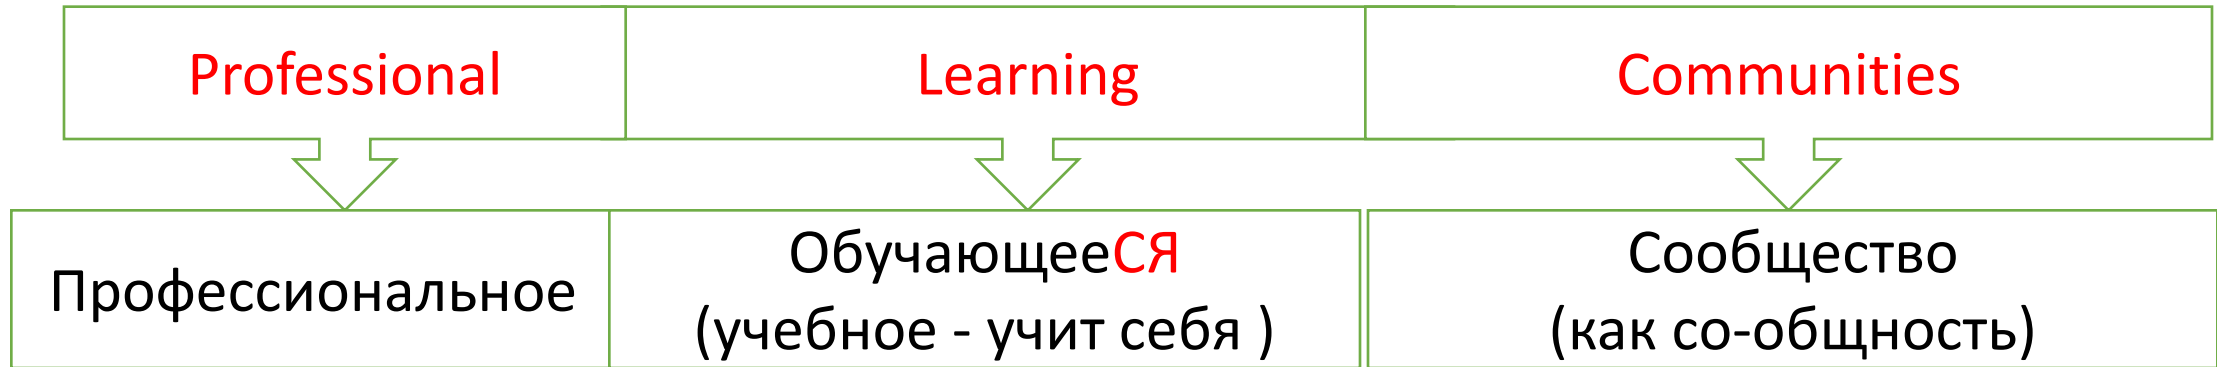 Professional
Learning
Communities
Профессиональное
ОбучающееСЯ
(учебное - учит себя )
Сообщество
(как со-общность)